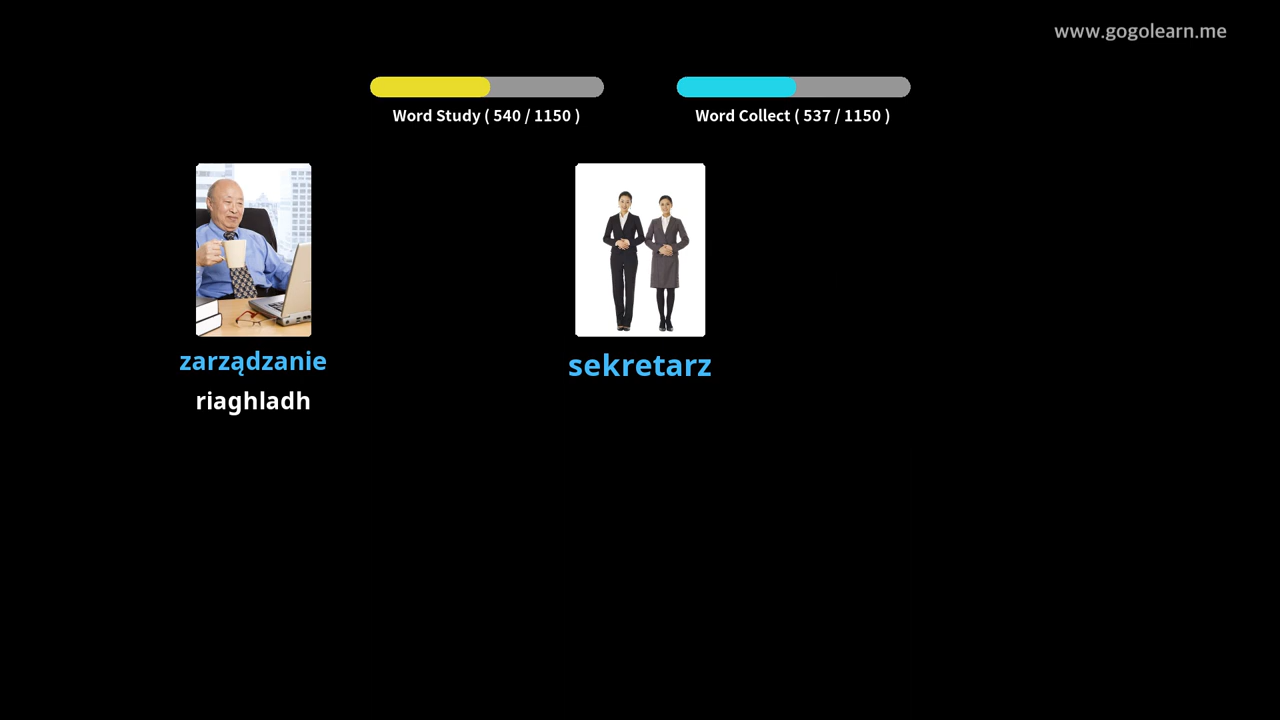 www.gogolearn.me
Word Study ( 540 / 1150 )
Word Collect ( 537 / 1150 )
zarządzanie
riaghladh
sekretarz